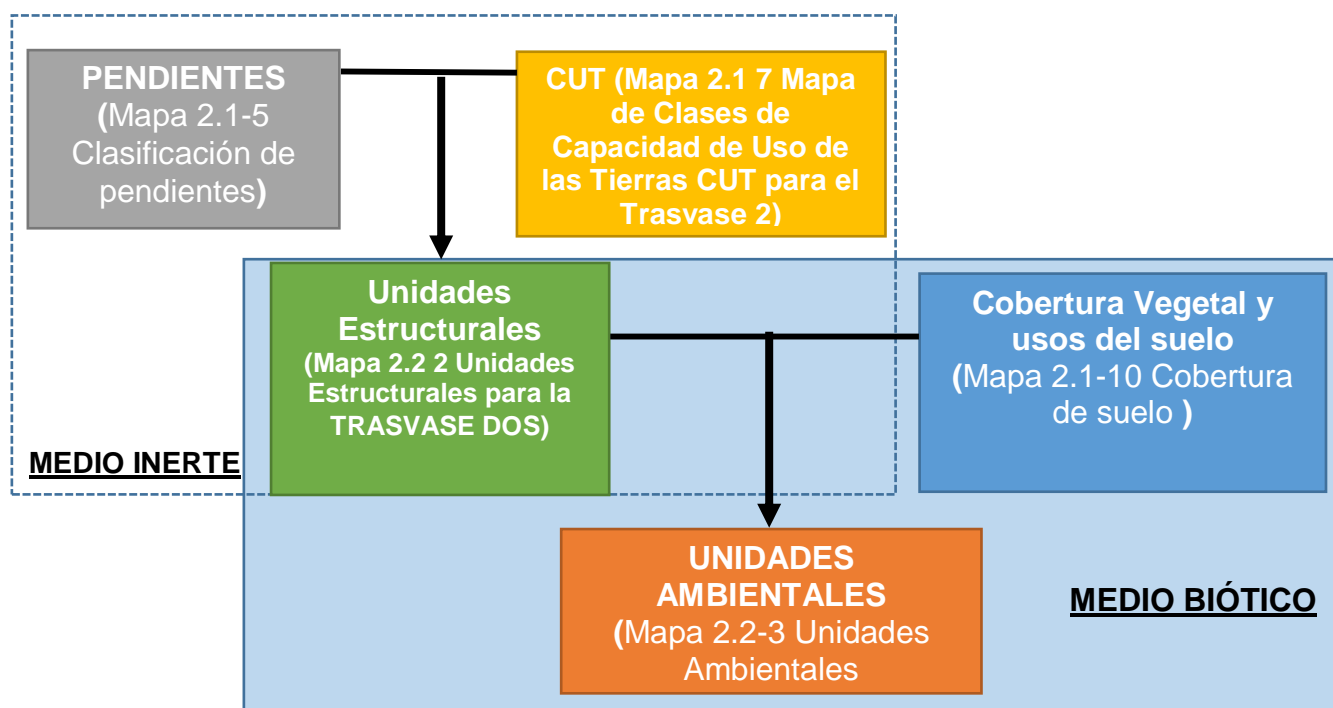 PENDIENTES
(Mapa 2.1-5
Clasificación de
pendientes)
CUT (Mapa 2.1 7 Mapa
de Clases de
Capacidad de Uso de
las Tierras CUT para el
Trasvase 2)
Unidades
Estructurales
(Mapa 2.2 2 Unidades
Estructurales para la
TRASVASE DOS)
Cobertura Vegetal y
usos del suelo
(Mapa 2.1-10 Cobertura
de suelo )
MEDIO INERTE
UNIDADES
AMBIENTALES
(Mapa 2.2-3 Unidades
Ambientales
MEDIO BIÓTICO